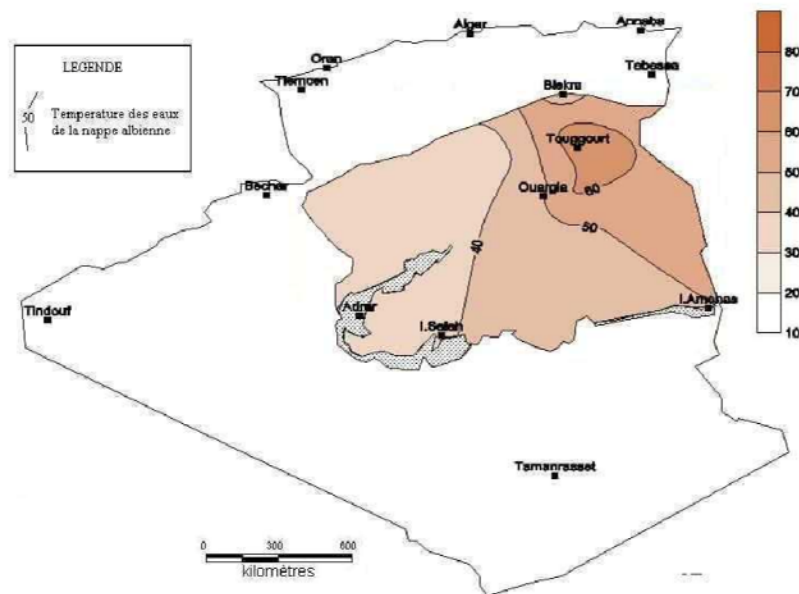 LEGENDE
50
Temperature des eaux
de la nappe albienne
Alger
Annaba
Oran
Tlemcen
Tebessa
Biskra
Touggourt
Bechar
Ouargla
60
50
40
Adrar
I.Salah
I.Amenas
Tindouf
Tamanrasset
80
70
60
50
40
30
20
10
0 300 600
kilomètres